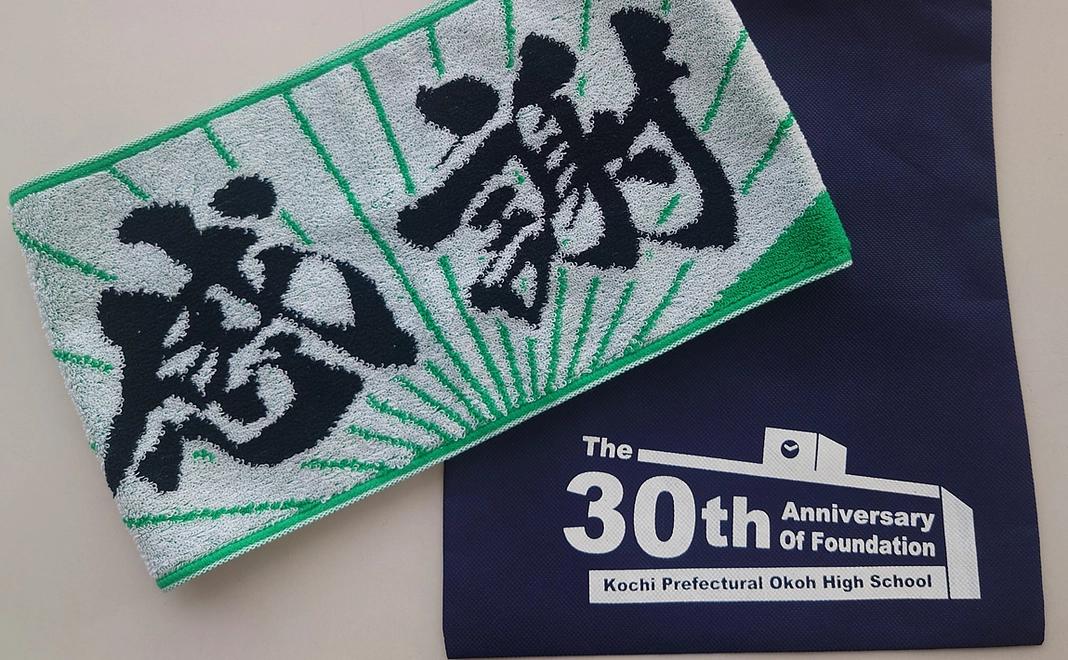 感謝
The
30th Anniversary
Of Foundation
Kochi Prefectural Okoh High School